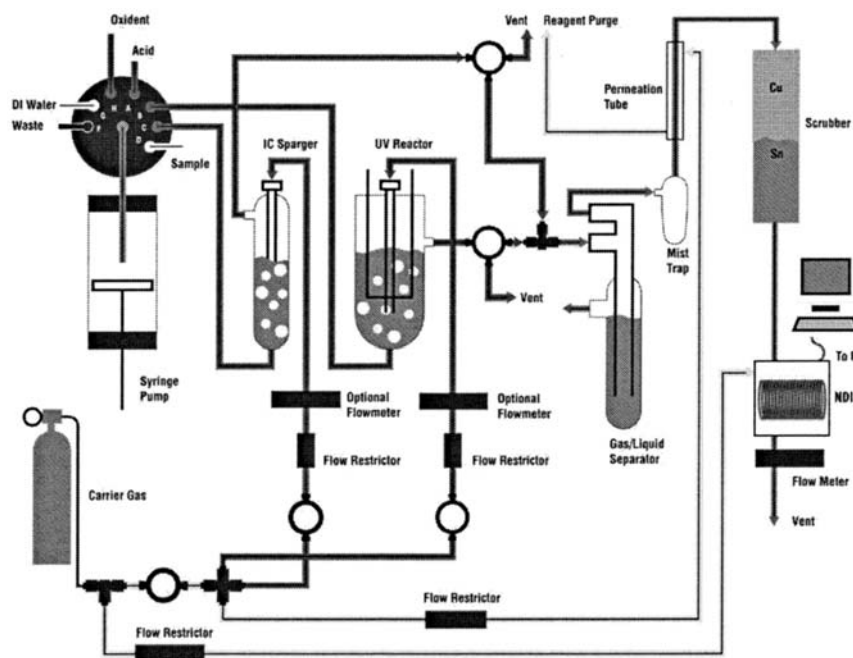 Oxident
Acid
DI Water
Waste
Sample
Syringe
Pump
IC Sparger
UV Reactor
Vent
Reagent Purge
Permeation
Tube
Cu
Sn
Scrubber
Mist
Trap
Vent
Gas/Liquid
Separator
Optional
Flowmeter
Optional
Flowmeter
Flow Restrictor
Flow Restrictor
Carrier Gas
Flow Restrictor
Flow Restrictor
To
NDI
Flow Meter
Vent